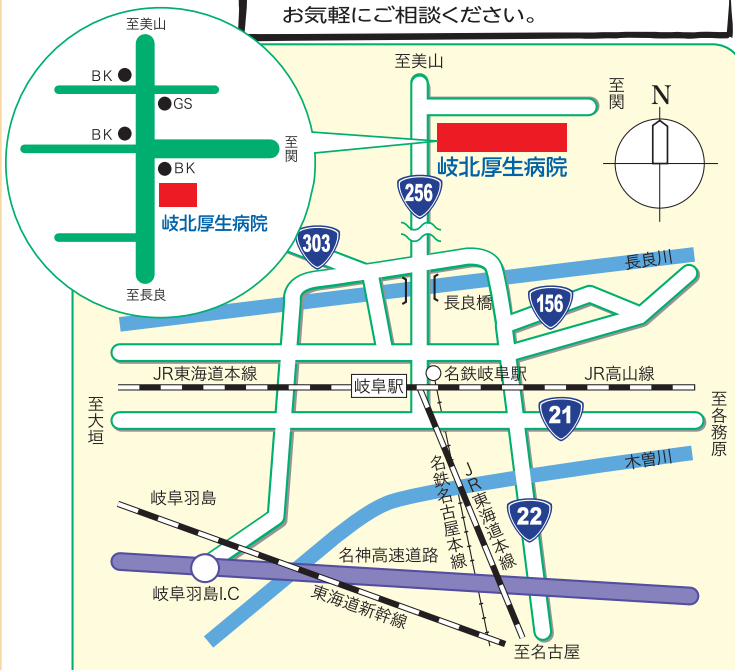 お気軽にご相談ください。
至美山
BK
GS
BK
至関
BK
岐北厚生病院
至長良
至美山
至関
N
岐北厚生病院
256
303
長良川
長良橋
156
JR東海道本線
岐阜駅
名鉄岐阜駅
JR高山線
至大垣
21
至各務原
木曽川
名鉄名古屋本線
JR東海道本線
岐阜羽島
22
名神高速道路
岐阜羽島I.C
東海道新幹線
至名古屋